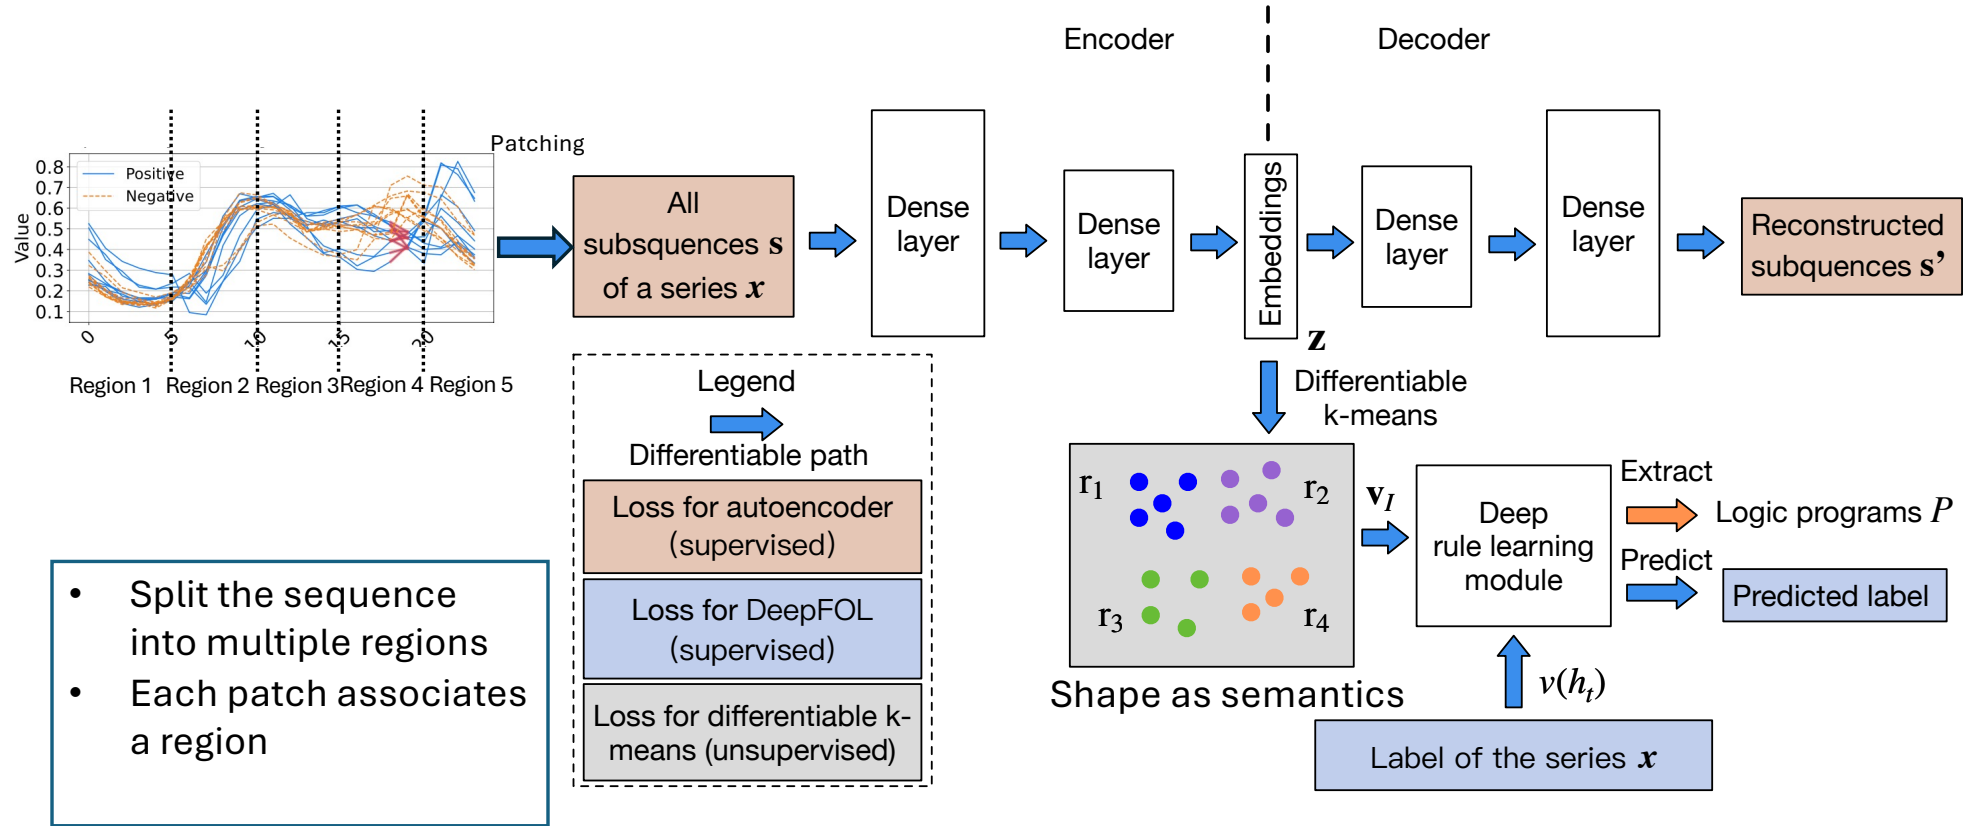 Encoder
Decoder
Patching
Value
0.8
0.7
0.6
0.5
0.4
0.3
0.2
0.1
Positive
Negative
0
5
10
15
20
Region 1
Region 2
Region 3
Region 4
Region 5
All
subsquences s
of a series x
Dense
layer
Dense
layer
Embeddings
z
Dense
layer
Dense
layer
Reconstructed
subquences s’
Legend
Differentiable path
Loss for autoencoder
(supervised)
Loss for DeepFOL
(supervised)
Loss for differentiable k-
means (unsupervised)
Differentiable
k-means
r1
r2
r3
r4
Shape as semantics
vI
Deep
rule learning
module
Extract
Logic programs P
Predict
Predicted label
v(ht)
Label of the series x
• Split the sequence
into multiple regions
• Each patch associates
a region